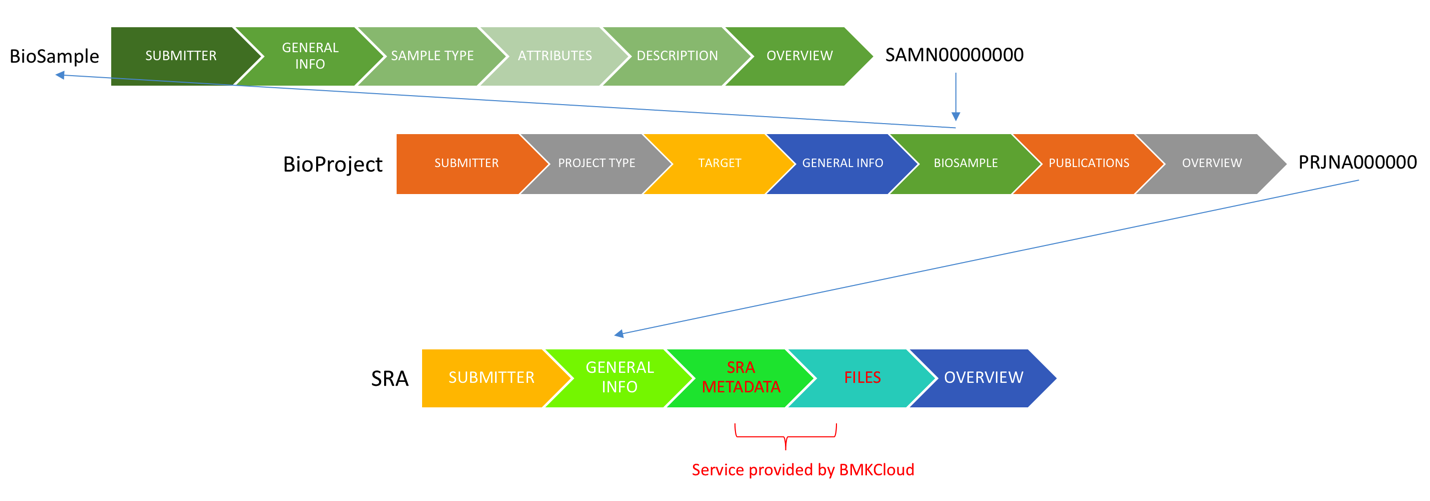 BioSample
SUBMITTER
GENERAL
INFO
SAMPLE TYPE
ATTRIBUTES
DESCRIPTION
OVERVIEW
SAMN00000000
BioProject
SUBMITTER
PROJECT TYPE
TARGET
GENERAL INFO
BIOSAMPLE
PUBLICATIONS
OVERVIEW
PRJNA000000
SRA
SUBMITTER
GENERAL
INFO
SRA
METADATA
FILES
OVERVIEW
Service provided by BMKCloud